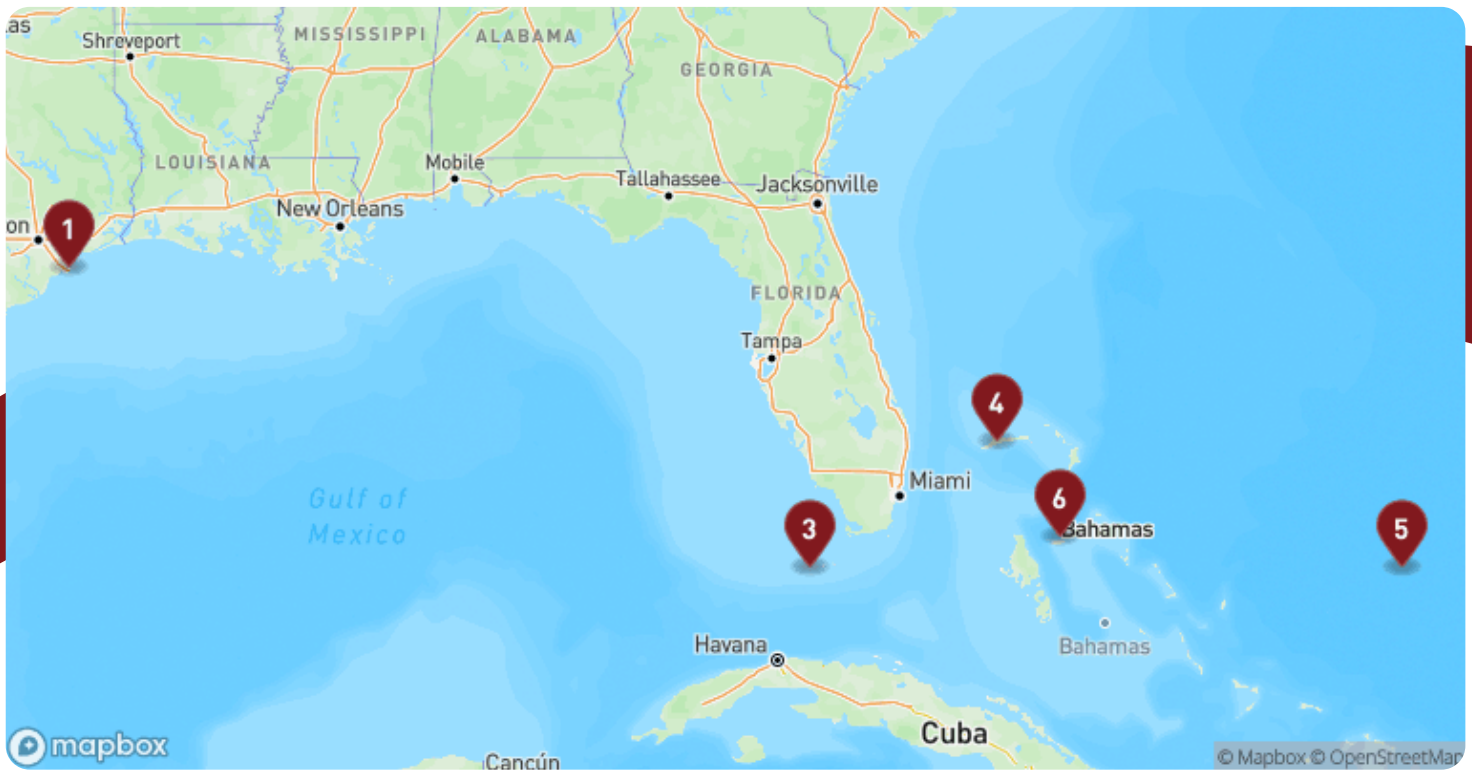 as
Shreveport
MISSISSIPPI
ALABAMA
GEORGIA
LOUISIANA
Mobile
Tallahassee
Jacksonville
New Orleans
on
1
FLORIDA
Tampa
4
Gulf of
Mexico
Miami
6
3
Bahamas
5
Havana
Bahamas
Cuba
mapbox
Cancún
© Mapbox © OpenStreetMap